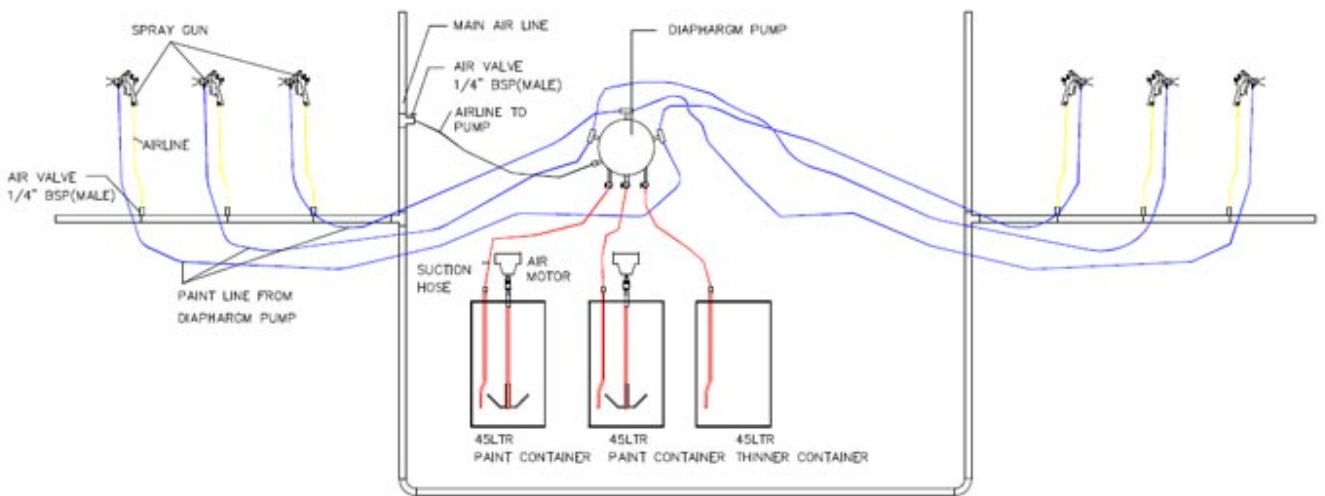 SPRAY GUN
MAIN AIR LINE
DIAPHARGM PUMP
AIR VALVE
1/4" BSP(MALE)
AIRLINE TO
PUMP
AIRLINE
AIR VALVE
1/4" BSP(MALE)
SUCTION
HOSE
AIR
MOTOR
PAINT LINE FROM
DIAPHARGM PUMP
45LTR
PAINT CONTAINER
45LTR
PAINT CONTAINER
45LTR
THINNER CONTAINER